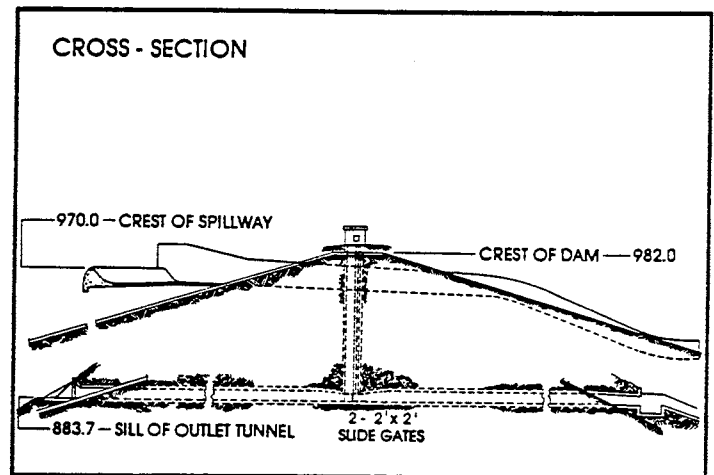 CROSS - SECTION
970.0 - CREST OF SPILLWAY
CREST OF DAM - 982.0
883.7 - SILL OF OUTLET TUNNEL
2 - 2' x 2'
SLIDE GATES